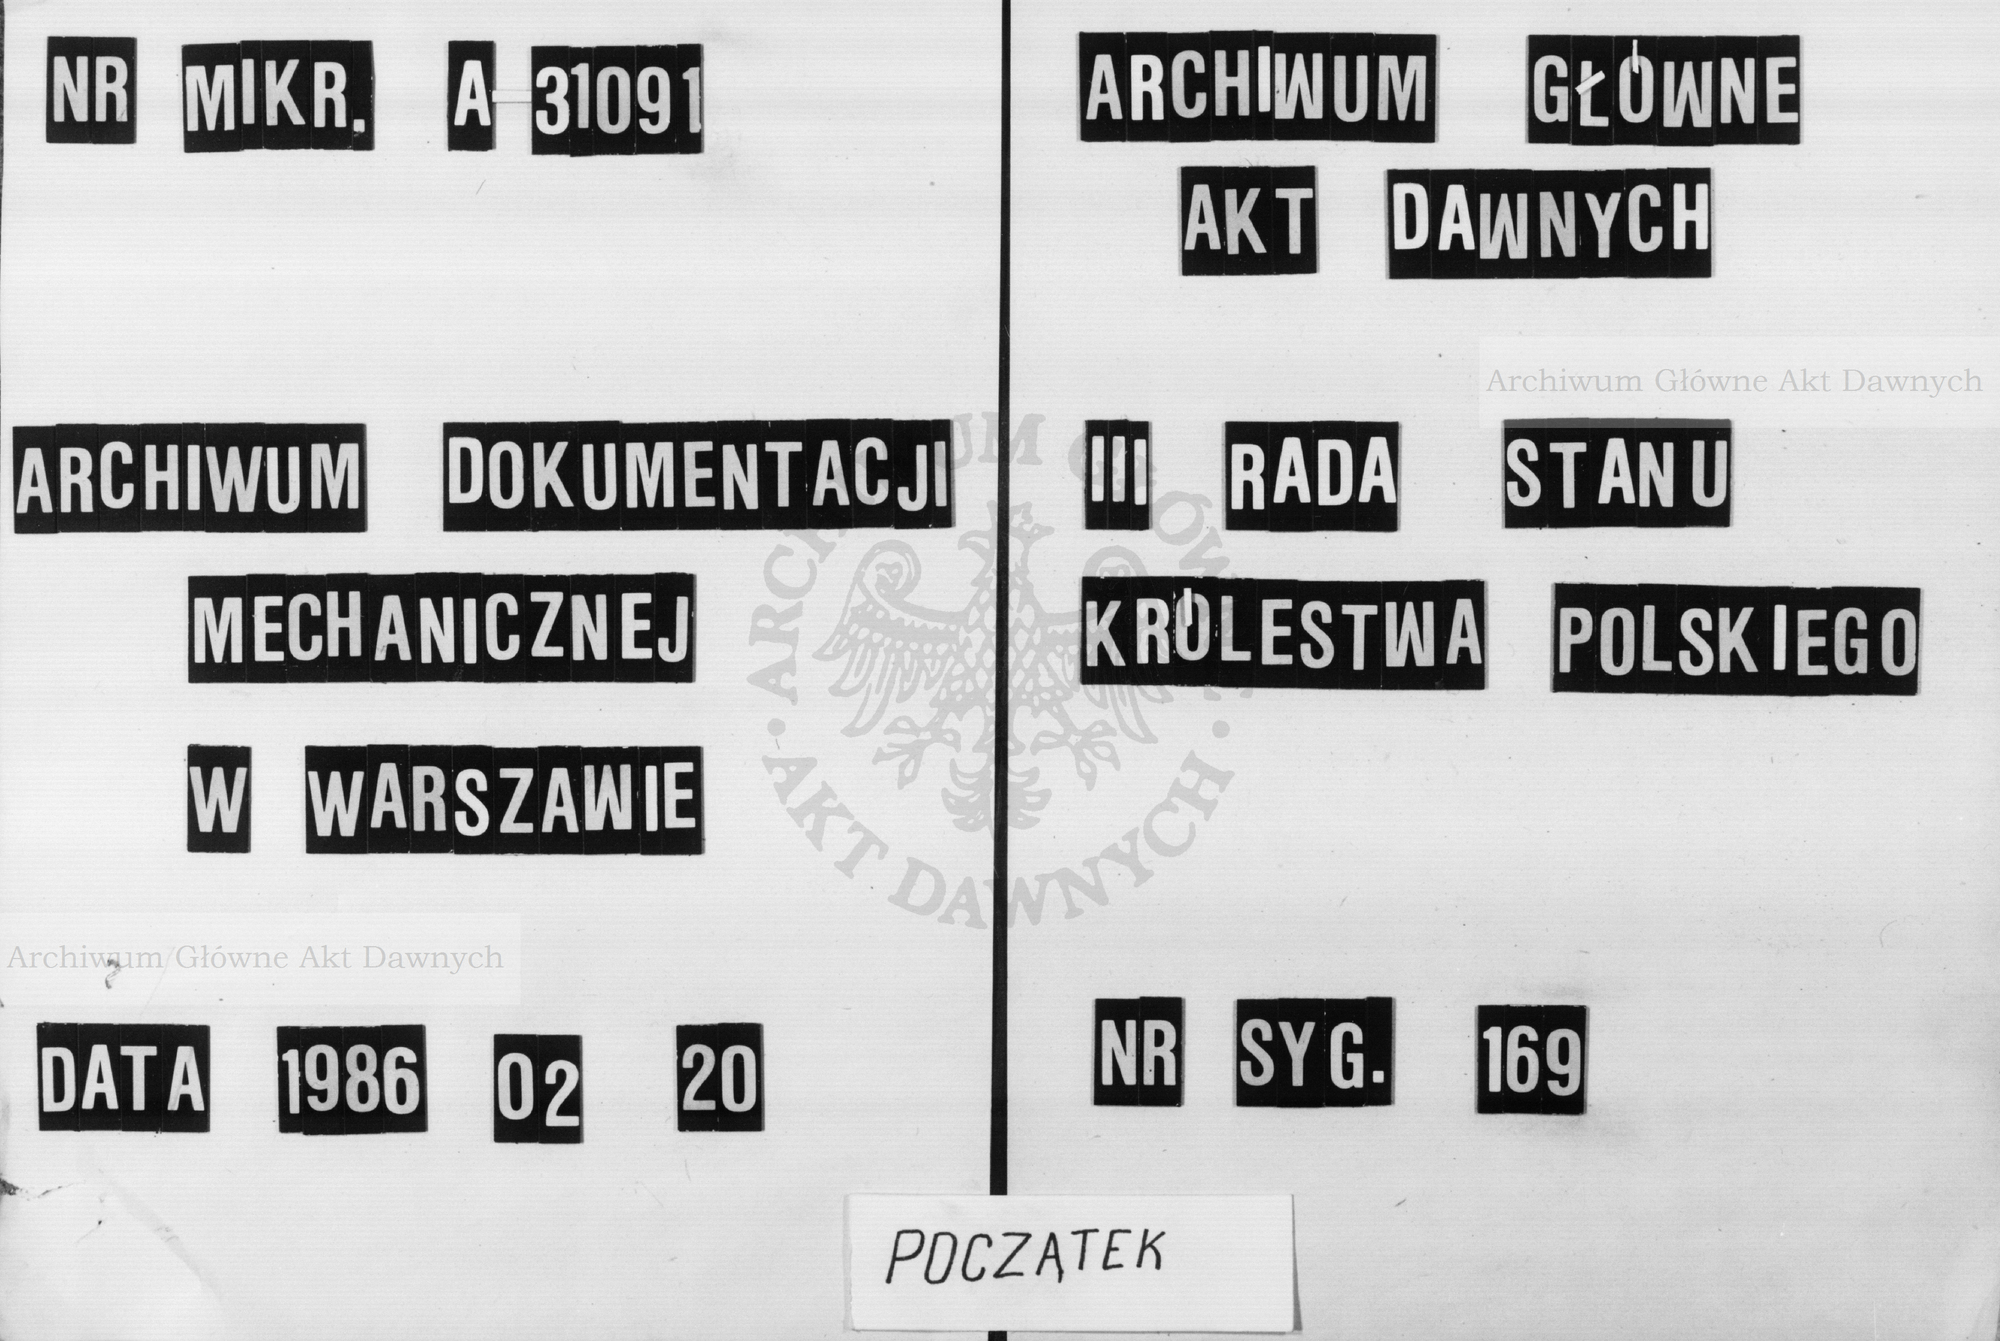 NR MIKR. A-31091
ARCHIWUM DOKUMENTACJI
MECHANICZNEJ
W WARSZAWIE
Archiwum Główne Akt Dawnych
DATA 1986 02 20
ARCHIWUM GŁÓWNE
AKT DAWNYCH
Archiwum Główne Akt Dawnych
III RADA STANU
KRÓLESTWA POLSKIEGO
NR SYG. 169
ARCHIWUM GŁÓWNE
AKT DAWNYCH
POCZĄTEK